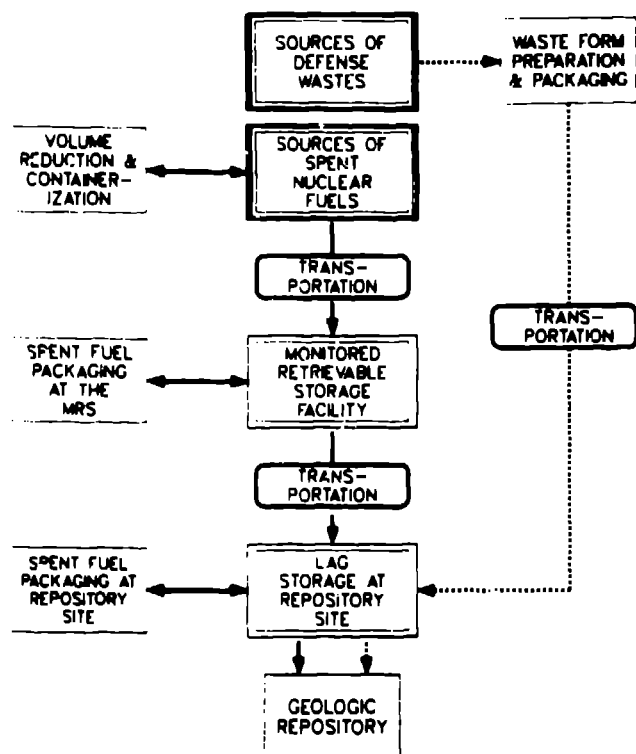 SOURCES OF
DEFENSE
WASTES
WASTE FORM
PREPARATION
& PACKAGING
VOLUME
REDUCTION &
CONTAINER-
IZATION
SOURCES OF
SPENT
NUCLEAR
FUELS
TRANS-
PORTATION
TRANS-
PORTATION
SPENT FUEL
PACKAGING
AT THE
MRS
MONITORED
RETRIEVABLE
STORAGE
FACILITY
TRANS-
PORTATION
SPENT FUEL
PACKAGING AT
REPOSITORY
SITE
LAG
STORAGE AT
REPOSITORY
SITE
GEOLOGIC
REPOSITORY